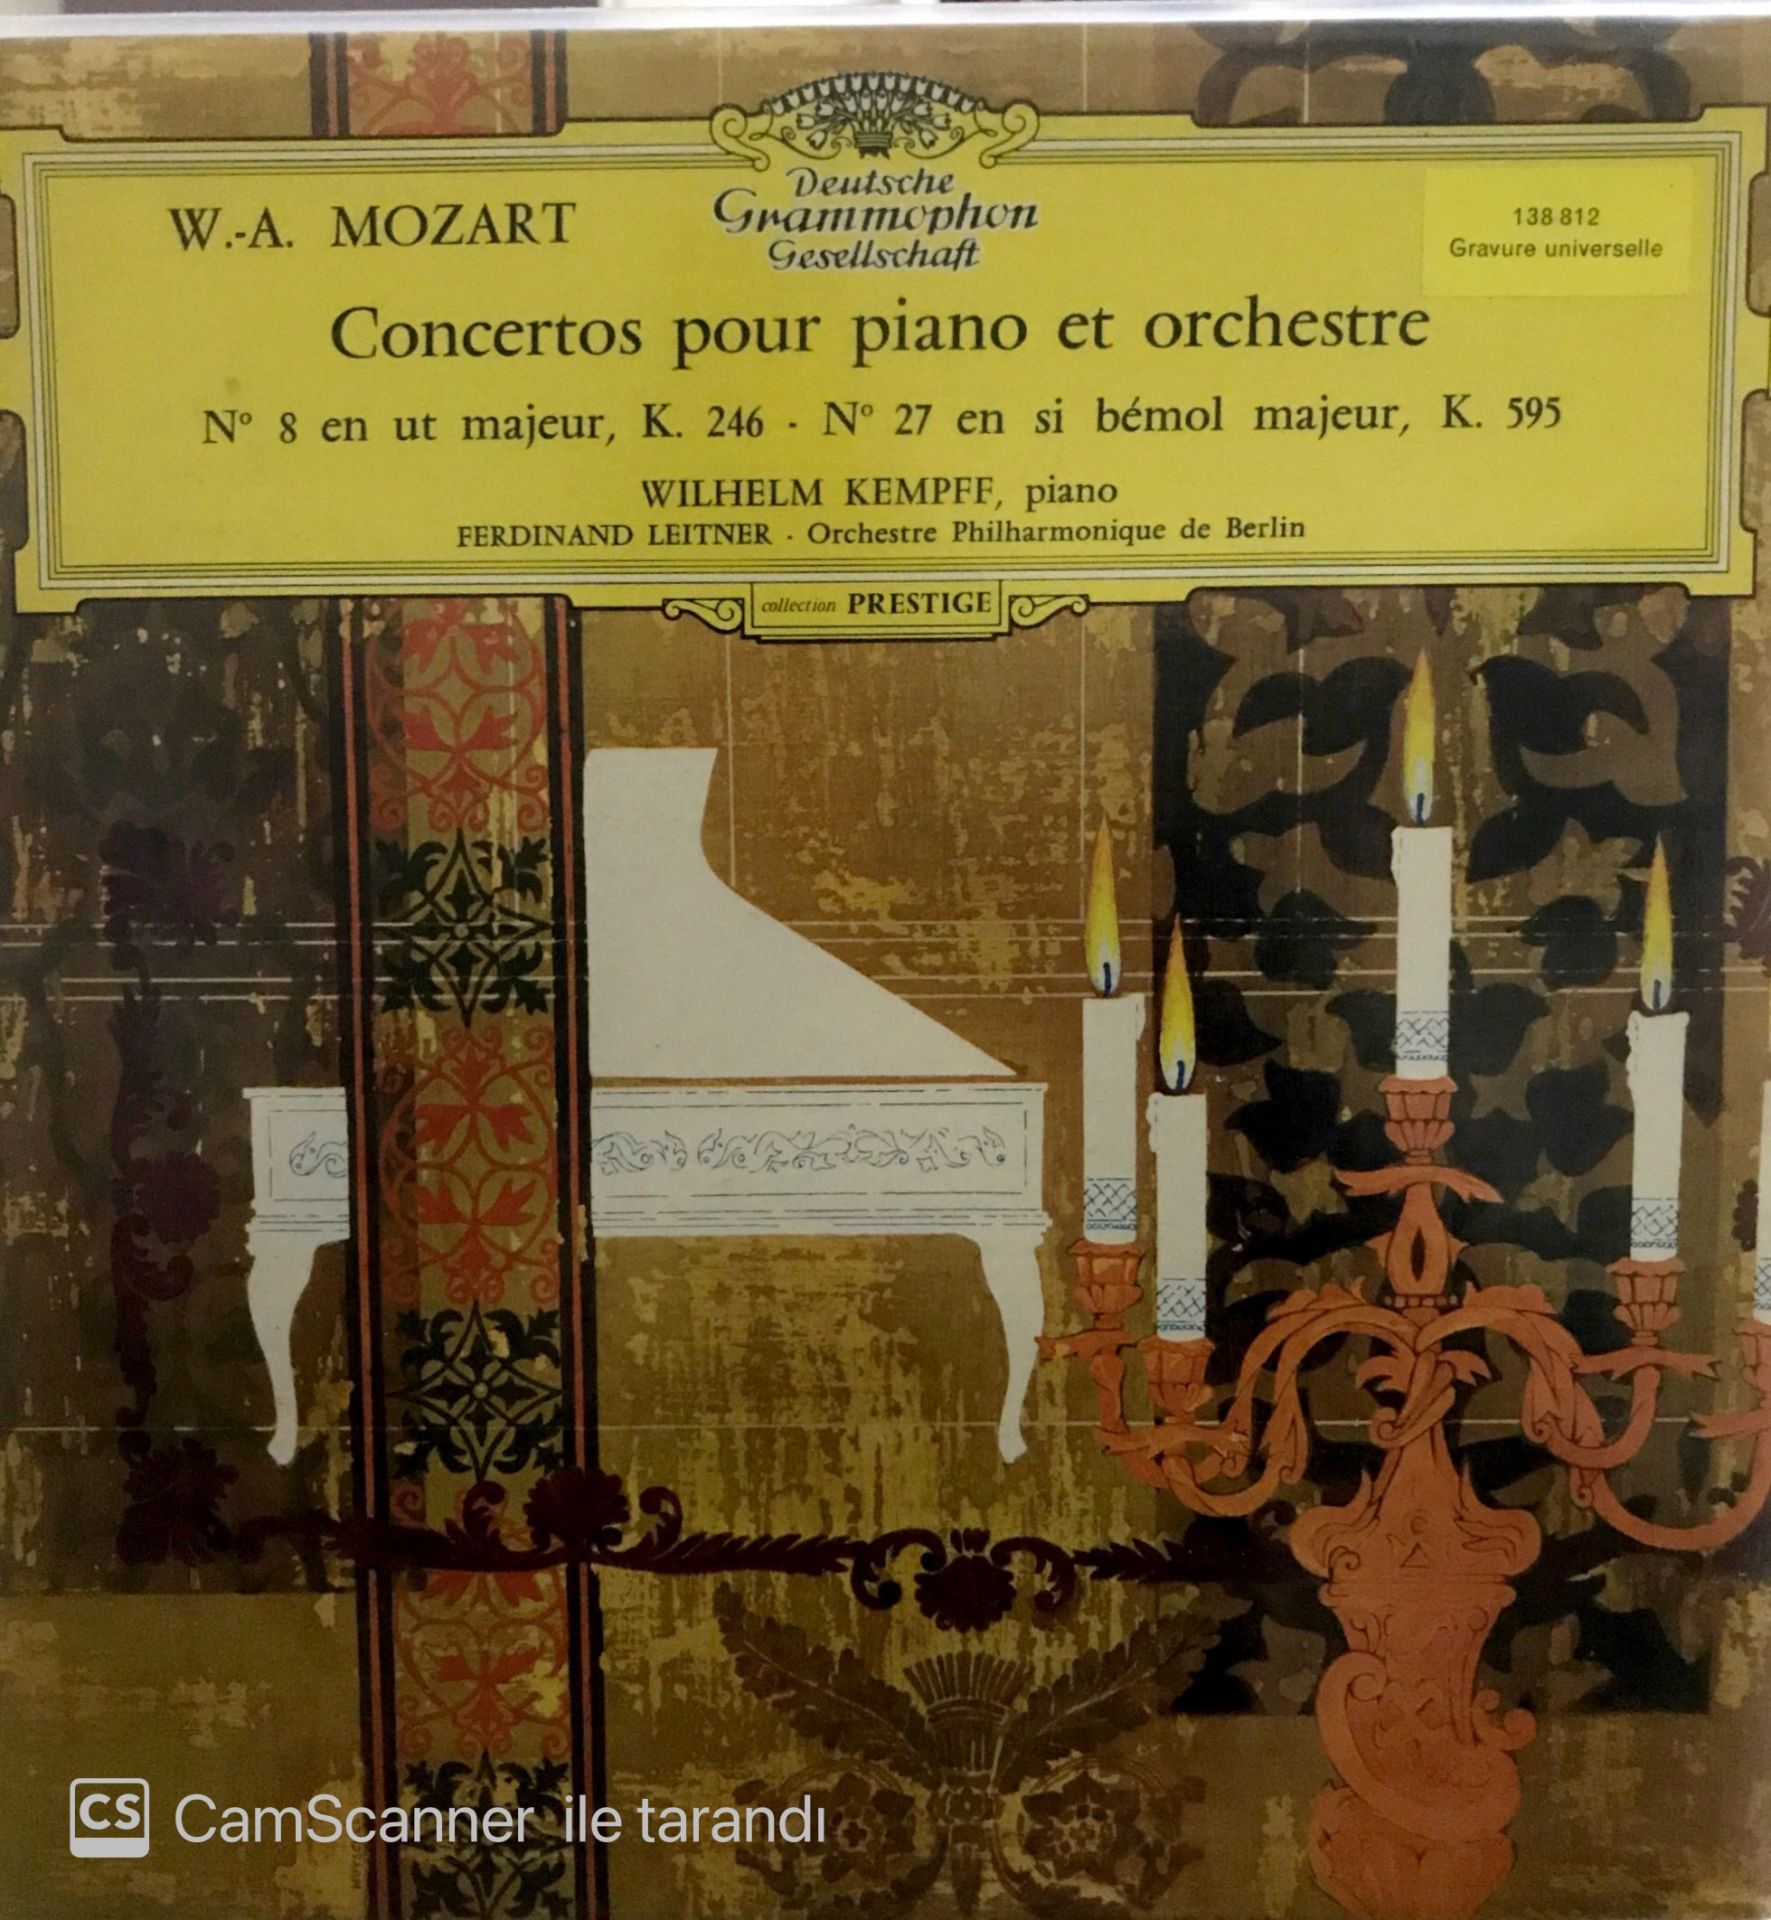 W.-A. MOZART
Deutsche
Grammophon
Gesellschaft
138 812
Gravure universelle
Concertos pour piano et orchestre
Nº 8 en ut majeur, K. 246 · Nº 27 en si bémol majeur, K. 595
WILHELM KEMPFF, piano
FERDINAND LEITNER · Orchestre Philharmonique de Berlin
collection PRESTIGE
CS CamScanner ile tarandı